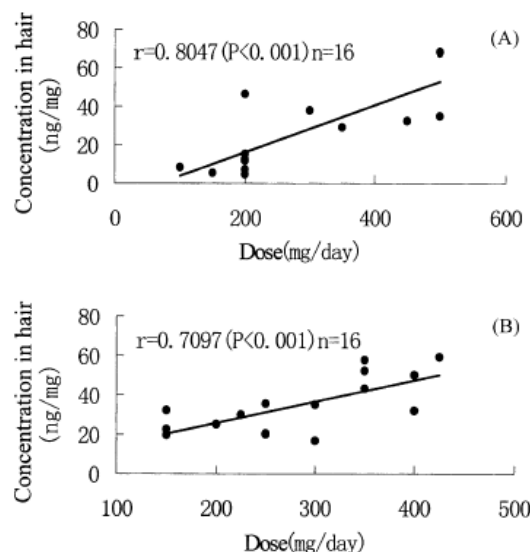 (A)
r=0.8047(P<0.001)n=16
Concentration in hair
(ng/mg)
80
60
40
20
0
0 200 400 600
Dose(mg/day)
(B)
r=0.7097(P<0.001)n=16
Concentration in hair
(ng/mg)
80
60
40
20
0
100 200 300 400 500
Dose(mg/day)